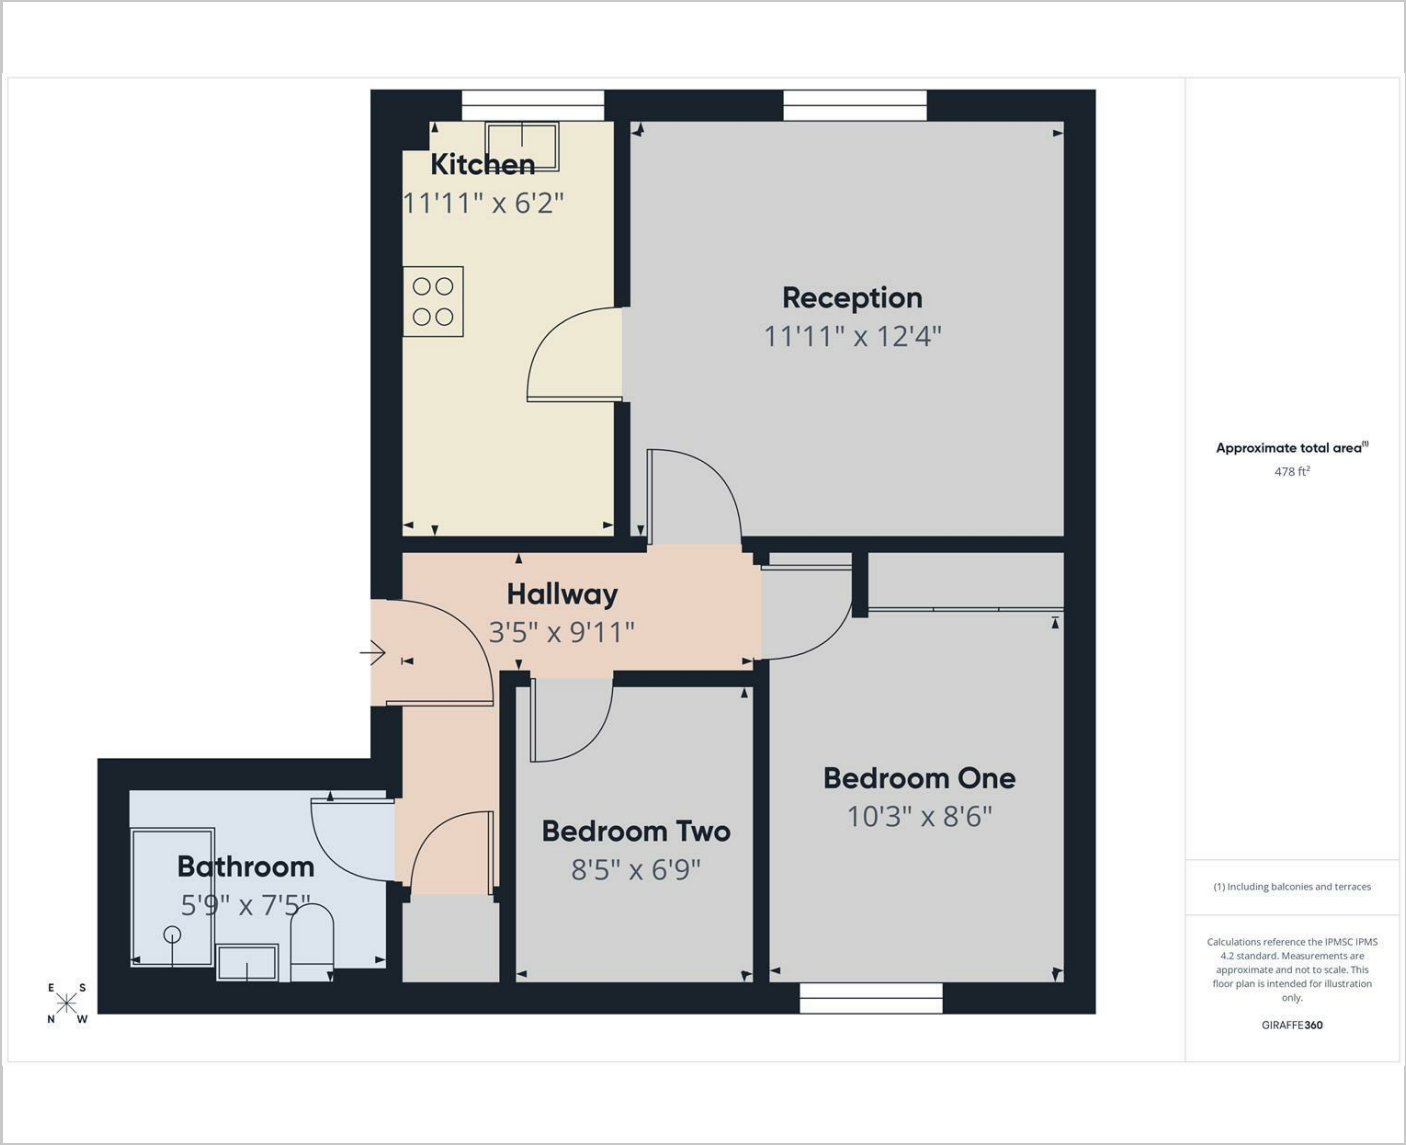 Kitchen
11'11" x 6'2"
Reception
11'11" x 12'4"
Hallway
3'5" x 9'11"
Bedroom One
10'3" x 8'6"
Bedroom Two
8'5" x 6'9"
Bathroom
5'9" x 7'5"
E S
N W
Approximate total area(1)
478 ft²
(1) Including balconies and terraces
Calculations reference the IPMSC IPMS
4.2 standard. Measurements are
approximate and not to scale. This
floor plan is intended for illustration
only.
GIRAFFE360